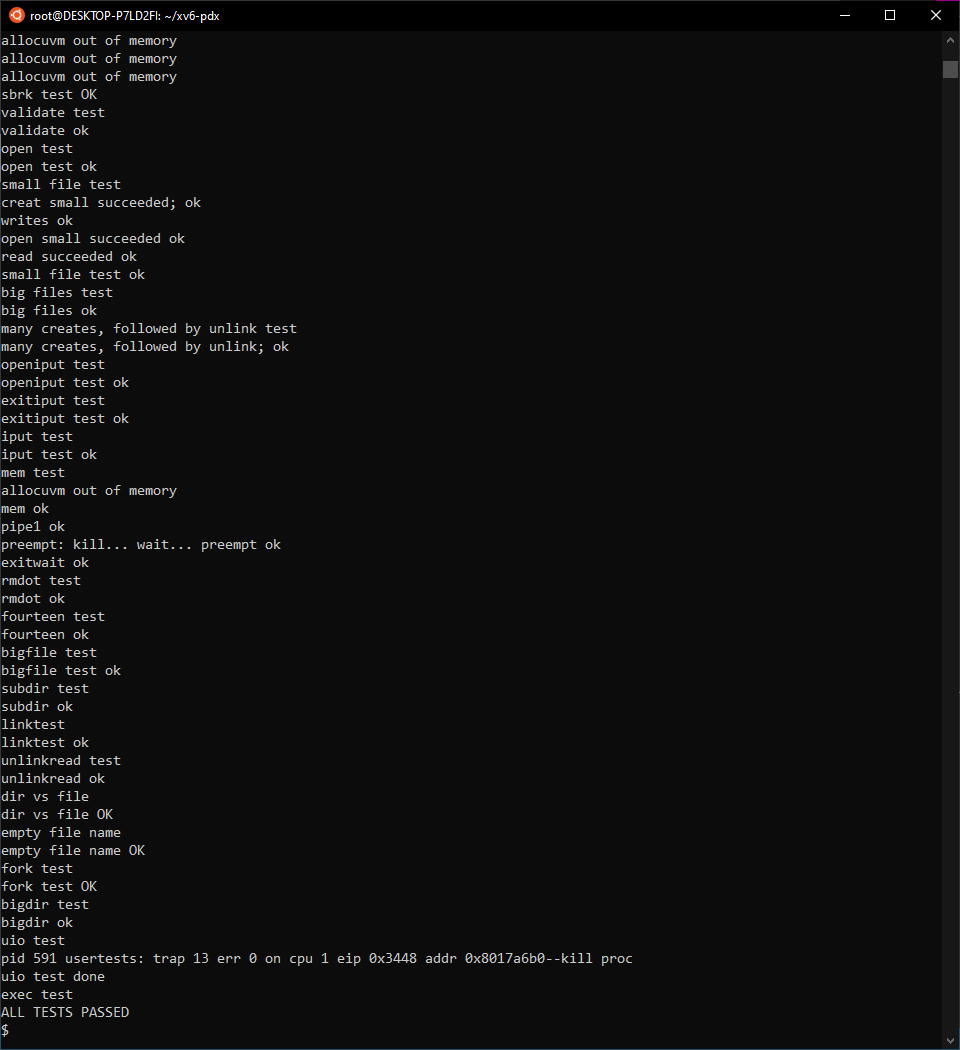 root@DESKTOP-P7LD2FI: ~/xv6-pdx
allocuvm out of memory
allocuvm out of memory
allocuvm out of memory
sbrk test OK
validate test
validate ok
open test
open test ok
small file test
creat small succeeded; ok
writes ok
open small succeeded ok
read succeeded ok
small file test ok
big files test
big files ok
many creates, followed by unlink test
many creates, followed by unlink; ok
openiput test
openiput test ok
exitiput test
exitiput test ok
iput test
iput test ok
mem test
allocuvm out of memory
mem ok
pipe1 ok
preempt: kill... wait... preempt ok
exitwait ok
rmdot test
rmdot ok
fourteen test
fourteen ok
bigfile test
bigfile test ok
subdir test
subdir ok
linktest
linktest ok
unlinkread test
unlinkread ok
dir vs file
dir vs file OK
empty file name
empty file name OK
fork test
fork test OK
bigdir test
bigdir ok
uio test
pid 591 usertests: trap 13 err 0 on cpu 1 eip 0x3448 addr 0x8017a6b0--kill proc
uio test done
exec test
ALL TESTS PASSED
$